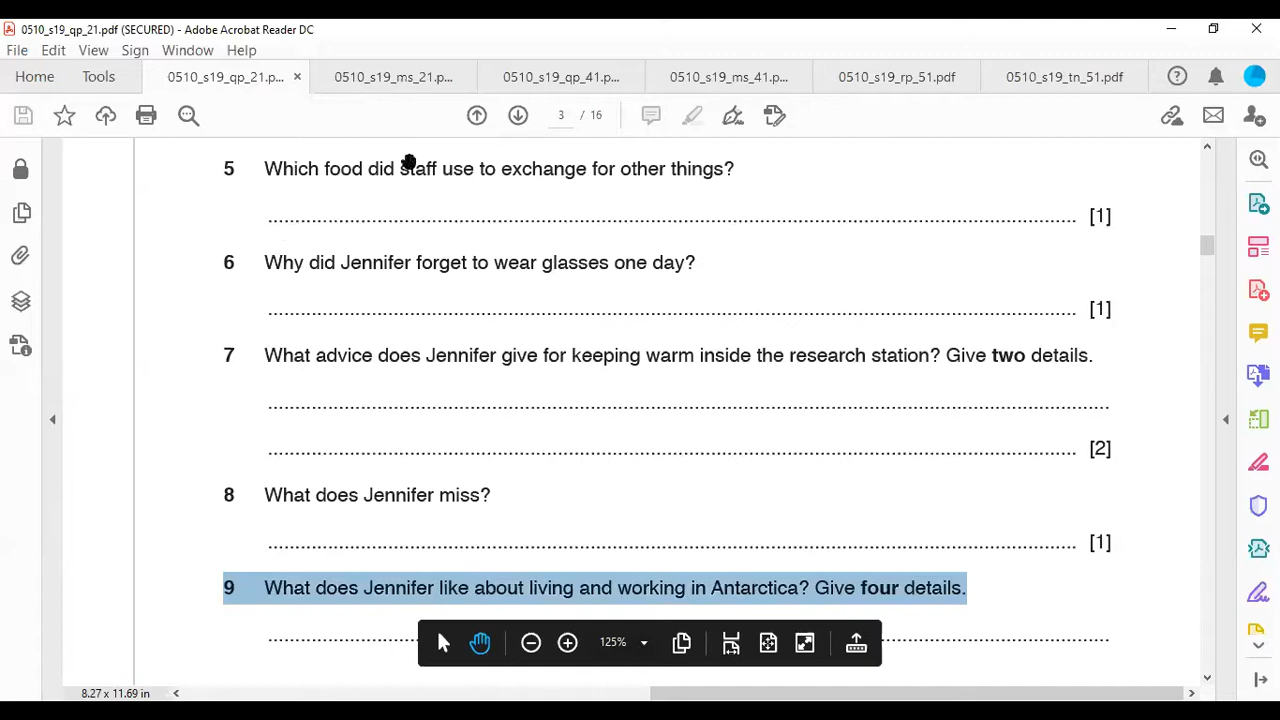 0510_s19_qp_21.pdf (SECURED) - Adobe Acrobat Reader DC
File Edit View Sign Window Help
Home Tools 0510_s19_qp_21.p... × 0510_s19_ms_21.p... 0510_s19_qp_41.p... 0510_s19_ms_41.p... 0510_s19_rp_51.pdf 0510_s19_tn_51.pdf
3 / 16
5 Which food did staff use to exchange for other things?
[1]
6 Why did Jennifer forget to wear glasses one day?
[1]
7 What advice does Jennifer give for keeping warm inside the research station? Give two details.
[2]
8 What does Jennifer miss?
[1]
9 What does Jennifer like about living and working in Antarctica? Give four details.
125%
8.27 x 11.69 in